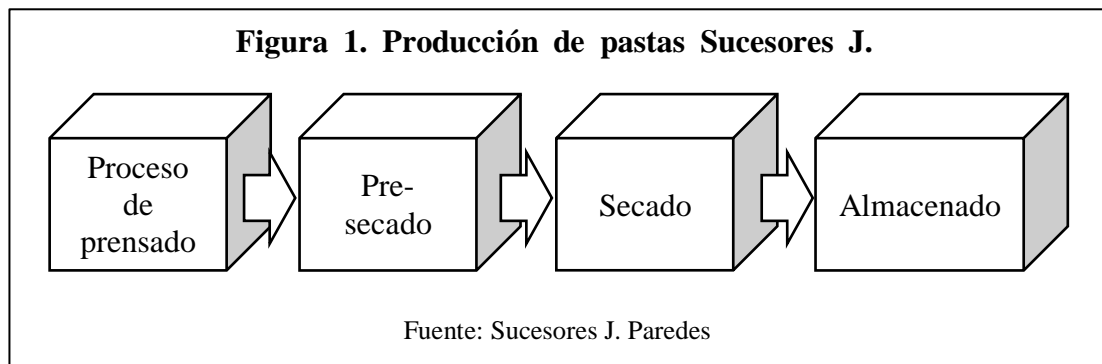 Figura 1. Producción de pastas Sucesores J.
Proceso
de
prensado
Pre-
secado
Secado
Almacenado
Fuente: Sucesores J. Paredes